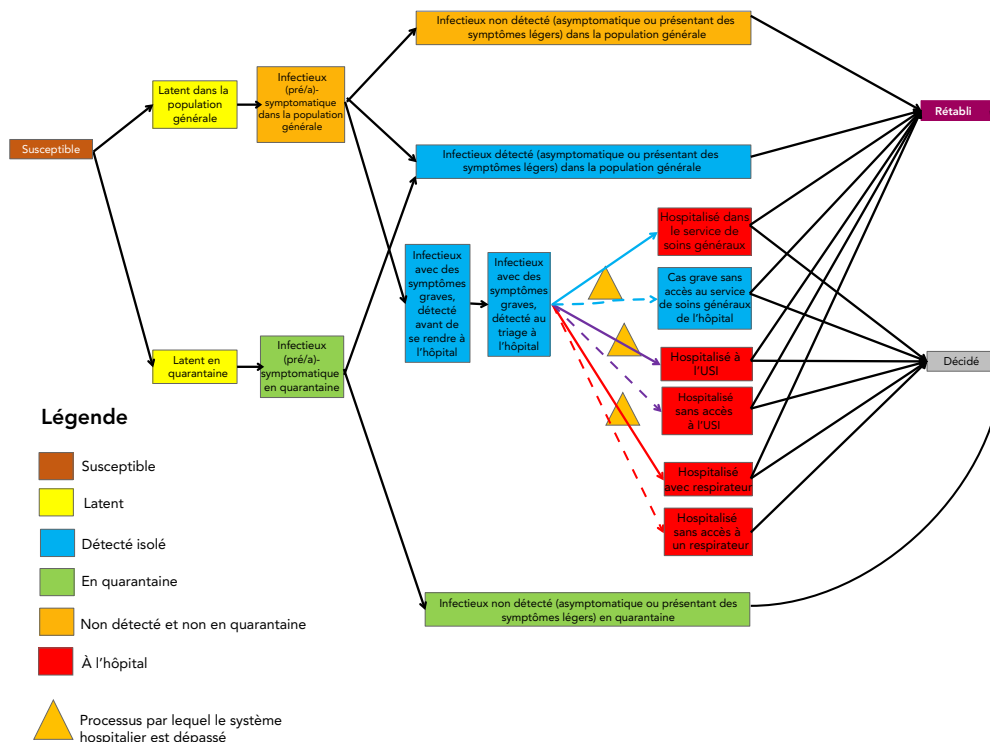 Infectieux non détecté (asymptomatique ou présentant des
symptômes légers) dans la population générale
Latent dans la
population
générale
Infectieux
(pré/a)-
symptomatique
dans la population
générale
Rétabli
Susceptible
Infectieux détecté (asymptomatique ou présentant des
symptômes légers) dans la population générale
Hospitalisé dans
le service de
soins généraux
Infectieux
avec des
symptômes
graves,
détecté
avant de
se rendre à
l'hôpital
Infectieux
avec des
symptômes
graves,
détecté au
triage à
l'hôpital
Cas grave sans
accès au service
de soins généraux
de l'hôpital
Latent en
quarantaine
Infectieux
(pré/a)-
symptomatique
en quarantaine
Hospitalisé à
l'USI
Décidé
Hospitalisé
sans accès
à l'USI
Hospitalisé
avec respirateur
Hospitalisé
sans accès à
un respirateur
Infectieux non détecté (asymptomatique ou présentant des
symptômes légers) en quarantaine
Légende
Susceptible
Latent
Détecté isolé
En quarantaine
Non détecté et non en quarantaine
À l'hôpital
Processus par lequel le système
hospitalier est dépassé